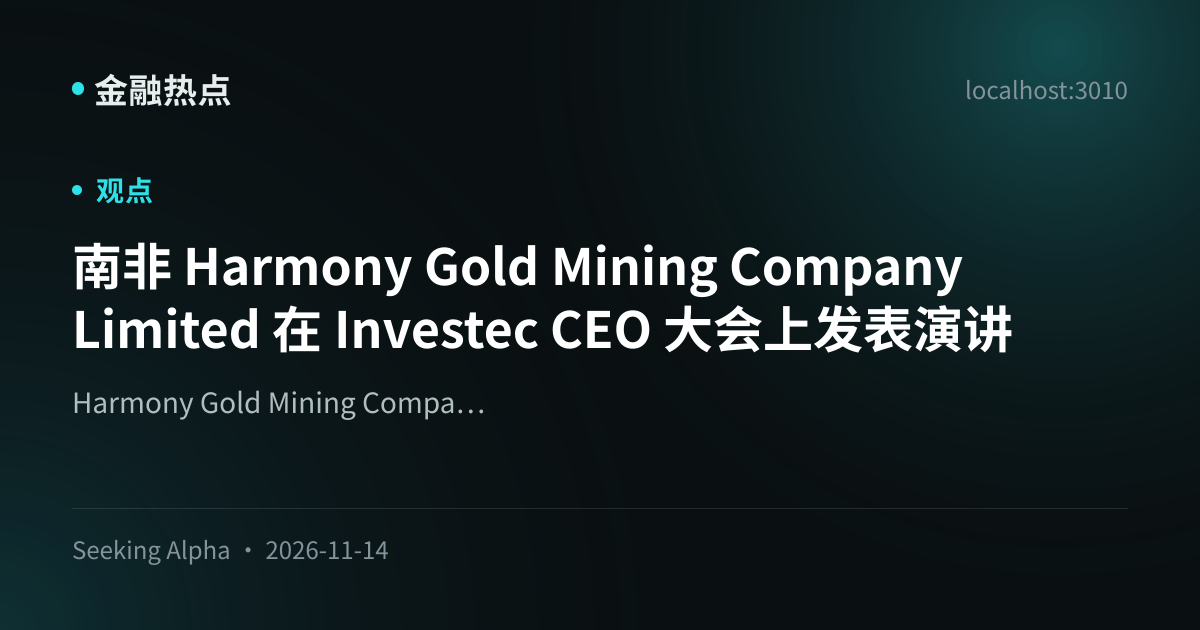 金融热点
localhost:3010
观点
南非 Harmony Gold Mining Company
Limited 在 Investec CEO 大会上发表演讲
Harmony Gold Mining Compa…
Seeking Alpha · 2026-11-14